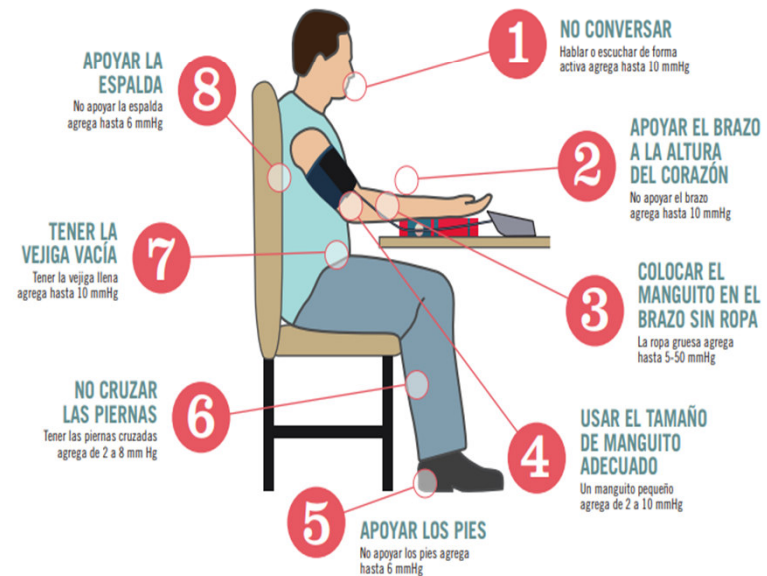 1
NO CONVERSAR
Hablar o escuchar de forma
activa agrega hasta 10 mmHg
2
APOYAR EL BRAZO
A LA ALTURA
DEL CORAZÓN
No apoyar el brazo
agrega hasta 10 mmHg
3
COLOCAR EL
MANGUITO EN EL
BRAZO SIN ROPA
La ropa gruesa agrega
hasta 5-50 mmHg
4
USAR EL TAMAÑO
DE MANGUITO
ADECUADO
Un manguito pequeño
agrega de 2 a 10 mmHg
5
APOYAR LOS PIES
No apoyar los pies agrega
hasta 6 mmHg
6
NO CRUZAR
LAS PIERNAS
Tener las piernas cruzadas
agrega de 2 a 8 mm Hg
7
TENER LA
VEJIGA VACÍA
Tener la vejiga llena
agrega hasta 10 mmHg
8
APOYAR LA
ESPALDA
No apoyar la espalda
agrega hasta 6 mmHg